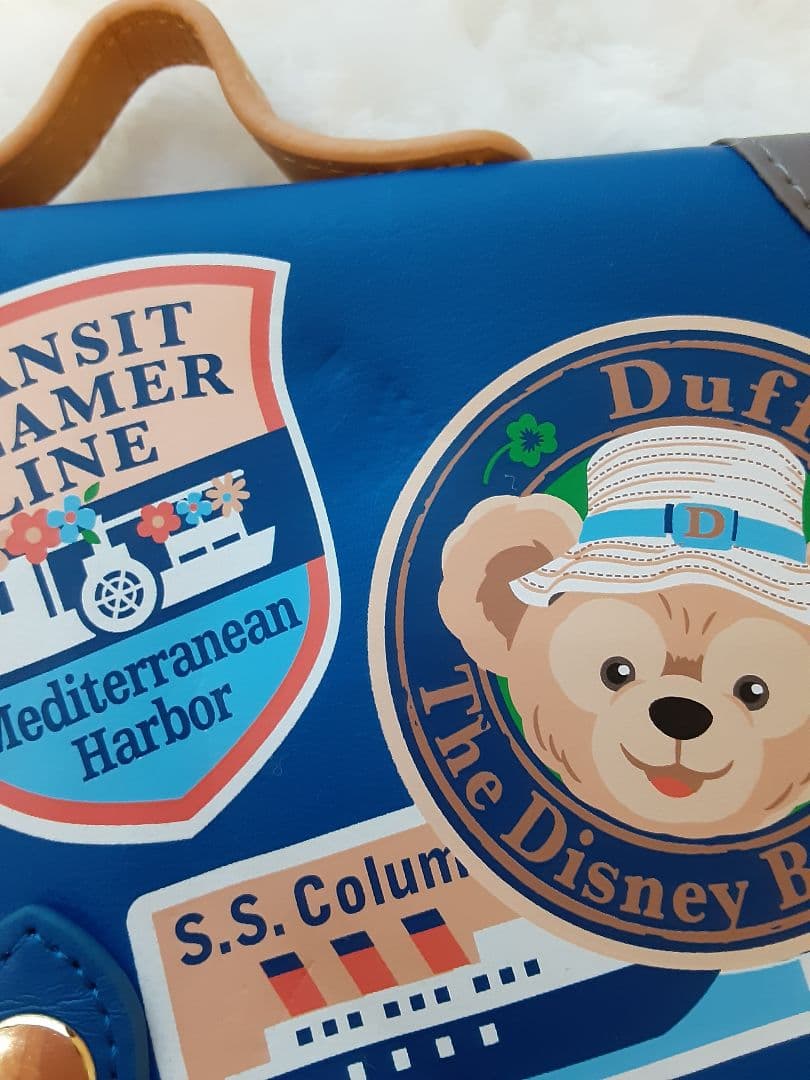 ANSIT
AMER
LINE
Mediterranean
Harbor
Duff
D
The Disney B
S.S. Colum